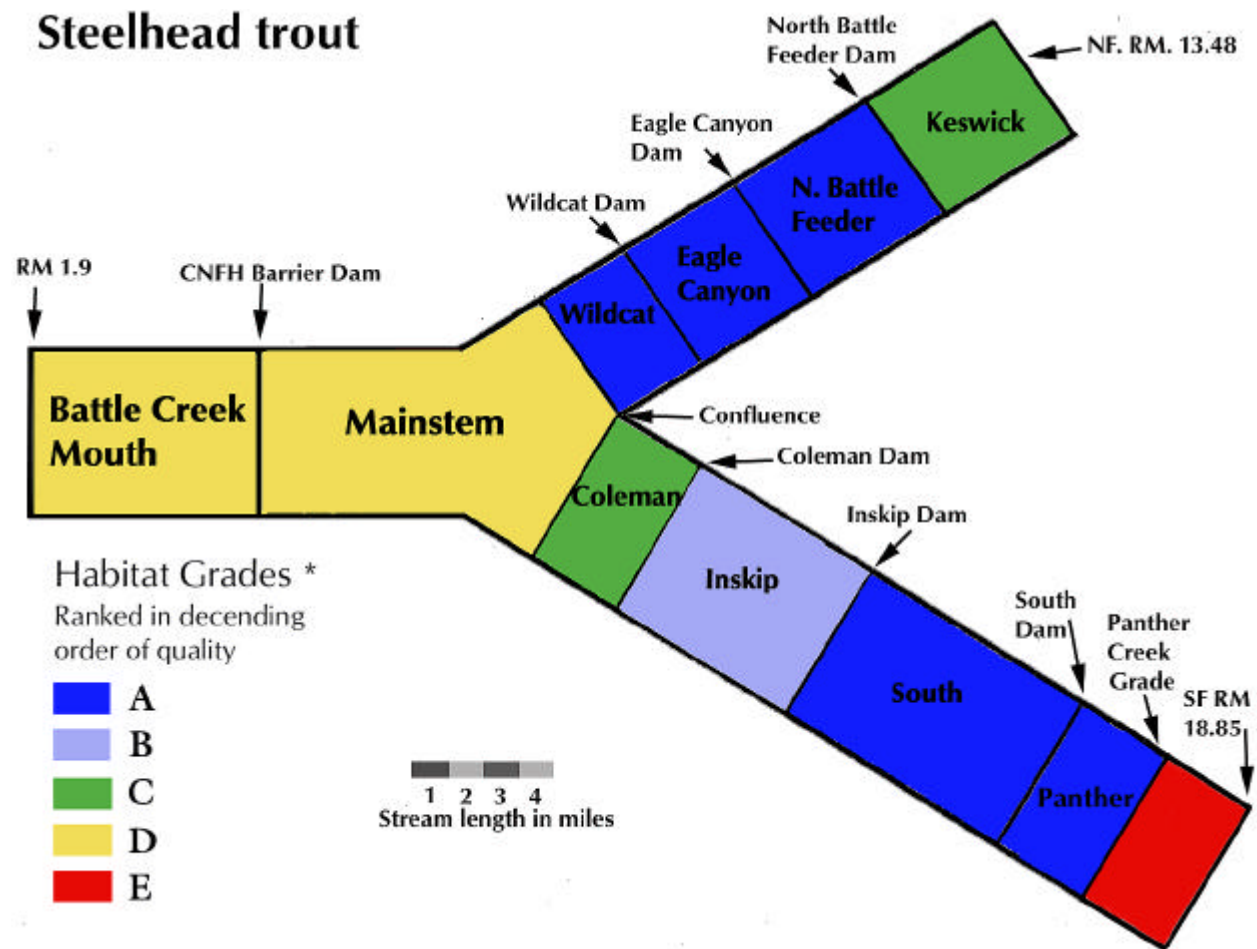 Steelhead trout
North Battle
Feeder Dam
NF. RM. 13.48
Keswick
Eagle Canyon
Dam
N. Battle
Feeder
Wildcat Dam
Eagle
Canyon
RM 1.9
CNFH Barrier Dam
Wildcat
Battle Creek
Mouth
Mainstem
Confluence
Coleman Dam
Coleman
Inskip Dam
Inskip
South
Dam
Panther
Creek
Grade
SF RM
18.85
South
Panther
Habitat Grades *
Ranked in decending
order of quality
A
B
C
D
E
1 2 3 4
Stream length in miles